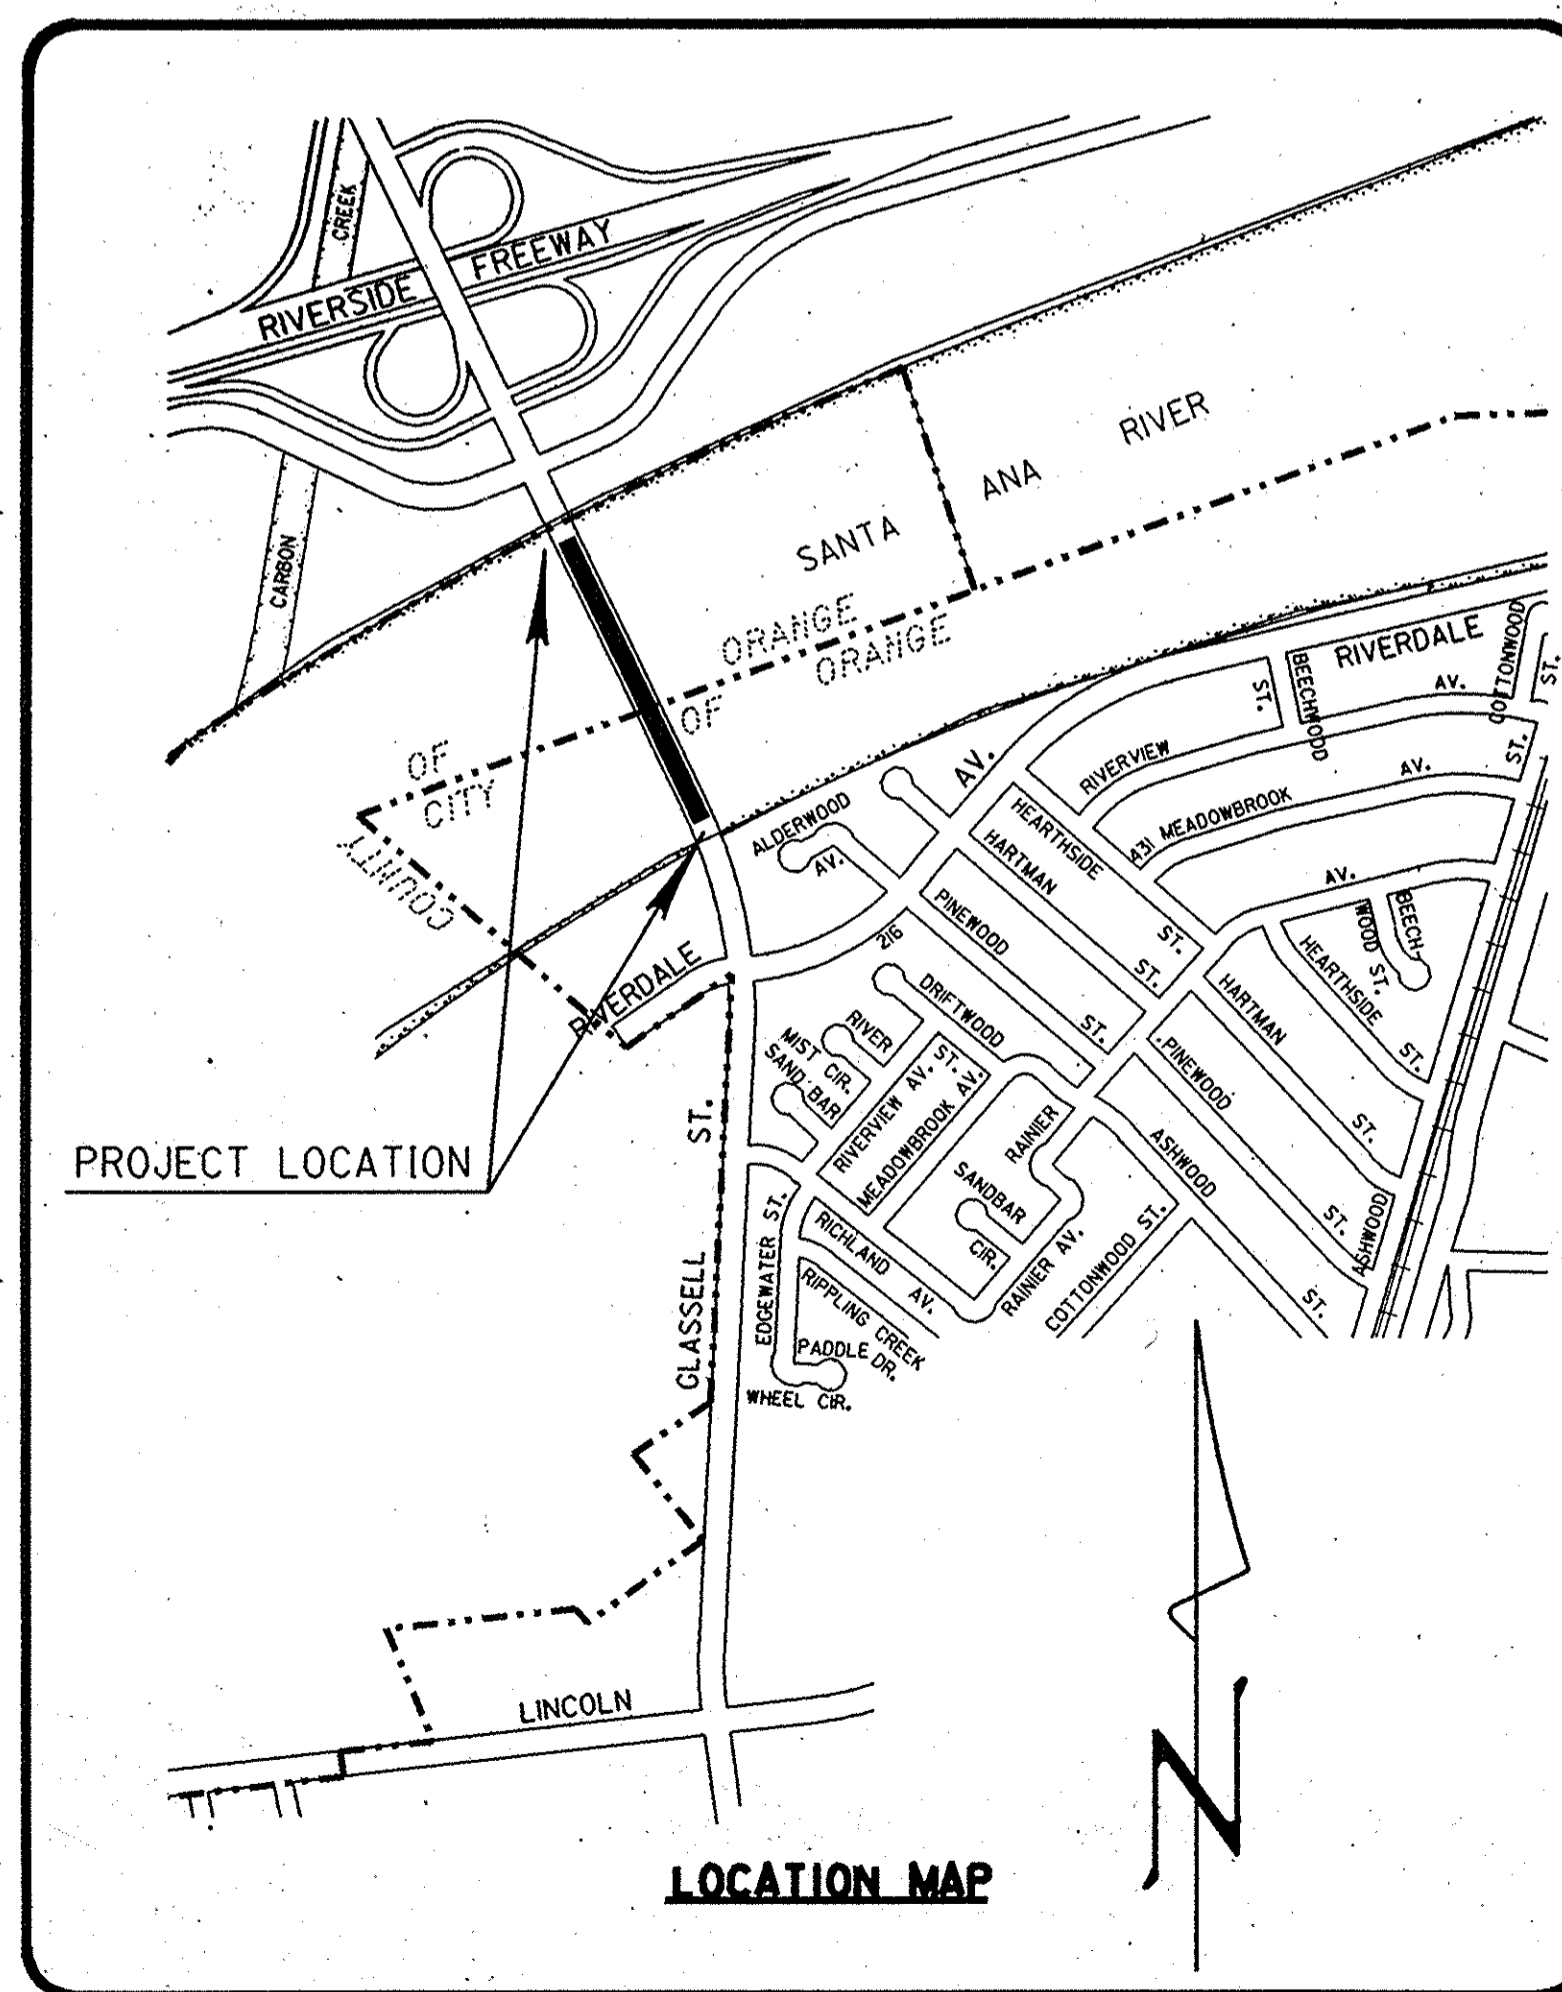 CREEK
RIVERSIDE FREEWAY
CARBON
SANTA ANA RIVER
COUNTY OF ORANGE
CITY OF ORANGE
RIVERDALE AV.
COTTONWOOD ST.
BEECHWOOD ST.
RIVERVIEW AV.
A31 MEADOWBROOK AV.
AV.
ALDERWOOD AV.
HEARTHSIDE ST.
HARTMAN ST.
PINEWOOD ST.
216
BEECH-
WOOD ST.
HEARTHSIDE ST.
HARTMAN ST.
PINEWOOD ST.
RIVERDALE
DRIFTWOOD ST.
RIVER
MIST CIR.
SAND BAR
RIVERVIEW AV.
MEADOWBROOK AV.
RAINIER
ASHWOOD ST.
ASHWOOD
ST.
SANDBAR
CIR.
RAINIER AV.
COTTONWOOD ST.
PROJECT LOCATION
GLASSELL ST.
EDGEWATER ST.
RICHLAND AV.
RIPPLING CREEK
DR.
PADDLE
WHEEL CIR.
LINCOLN
N
LOCATION MAP